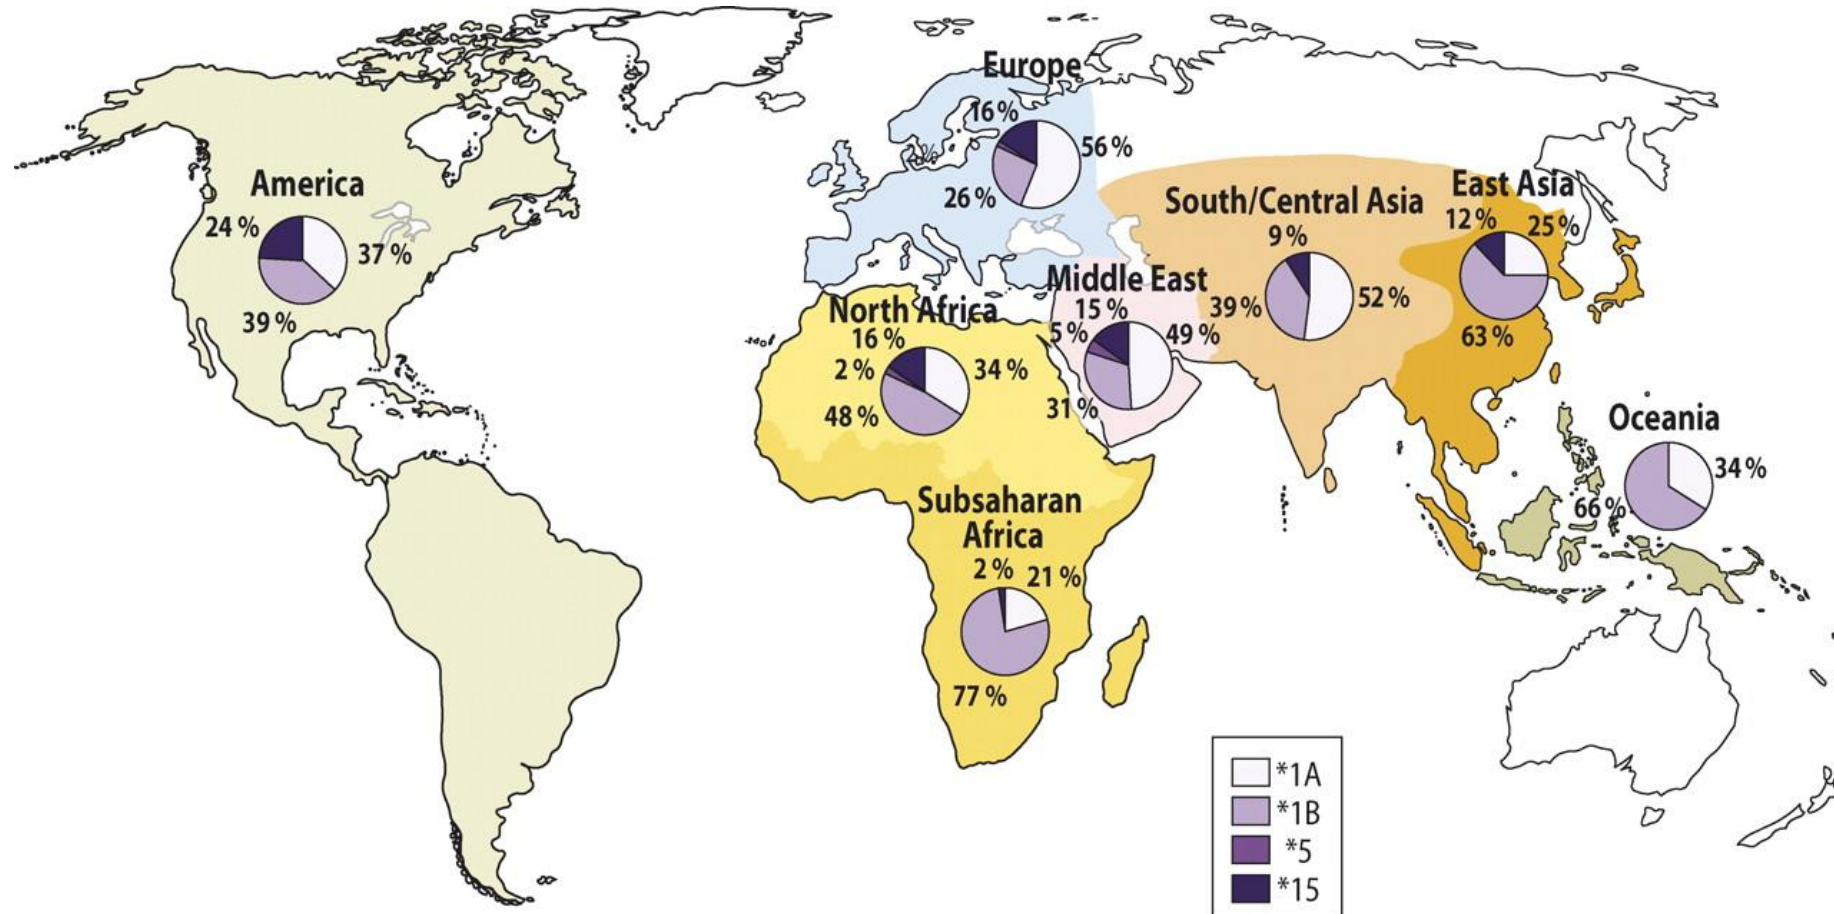 Europe
16 %
56 %
26 %
America
24 %
37 %
39 %
South/Central Asia
9 %
39 %
52 %
East Asia
12 %
25 %
63 %
Middle East
15 %
5 %
49 %
31 %
North Africa
16 %
2 %
34 %
48 %
Oceania
34 %
66 %
Subsaharan
Africa
2 %
21 %
77 %
*1A
*1B
*5
*15